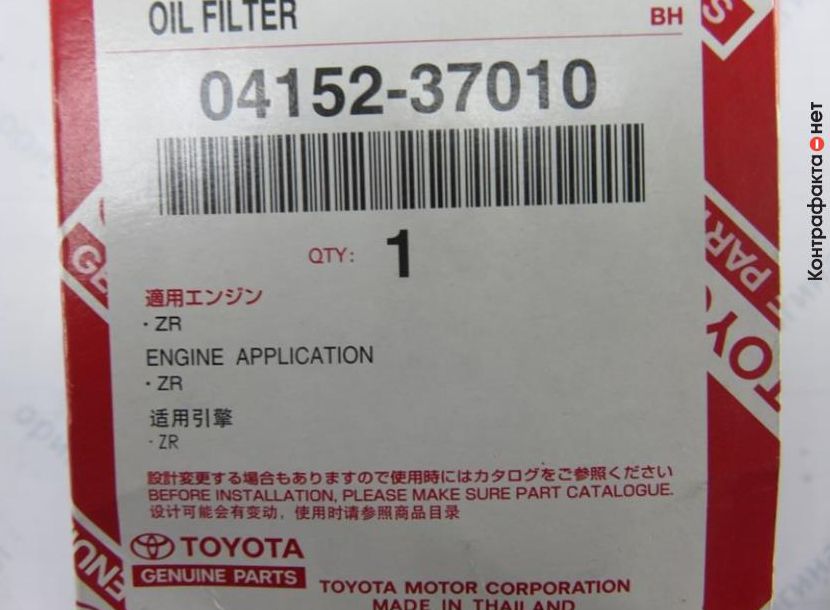 OIL FILTER
BH
04152-37010
QTY: 1
適用エンジン
・ZR
ENGINE APPLICATION
・ZR
适用引擎
·ZR
設計変更する場合もありますので使用時にはカタログをご参照ください
BEFORE INSTALLATION, PLEASE MAKE SURE PART CATALOGUE.
设计可能会有变动，使用时请参照商品目录
TOYOTA
GENUINE PARTS
TOYOTA MOTOR CORPORATION
MADE IN THAILAND
TOYO
E PAR
GE
ENU
S
Контрафакта нет